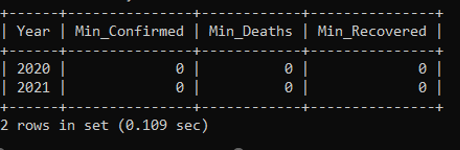 +------+---------------+------------+---------------+
| Year | Min_Confirmed | Min_Deaths | Min_Recovered |
+------+---------------+------------+---------------+
| 2020 |             0 |          0 |             0 |
| 2021 |             0 |          0 |             0 |
+------+---------------+------------+---------------+
2 rows in set (0.109 sec)